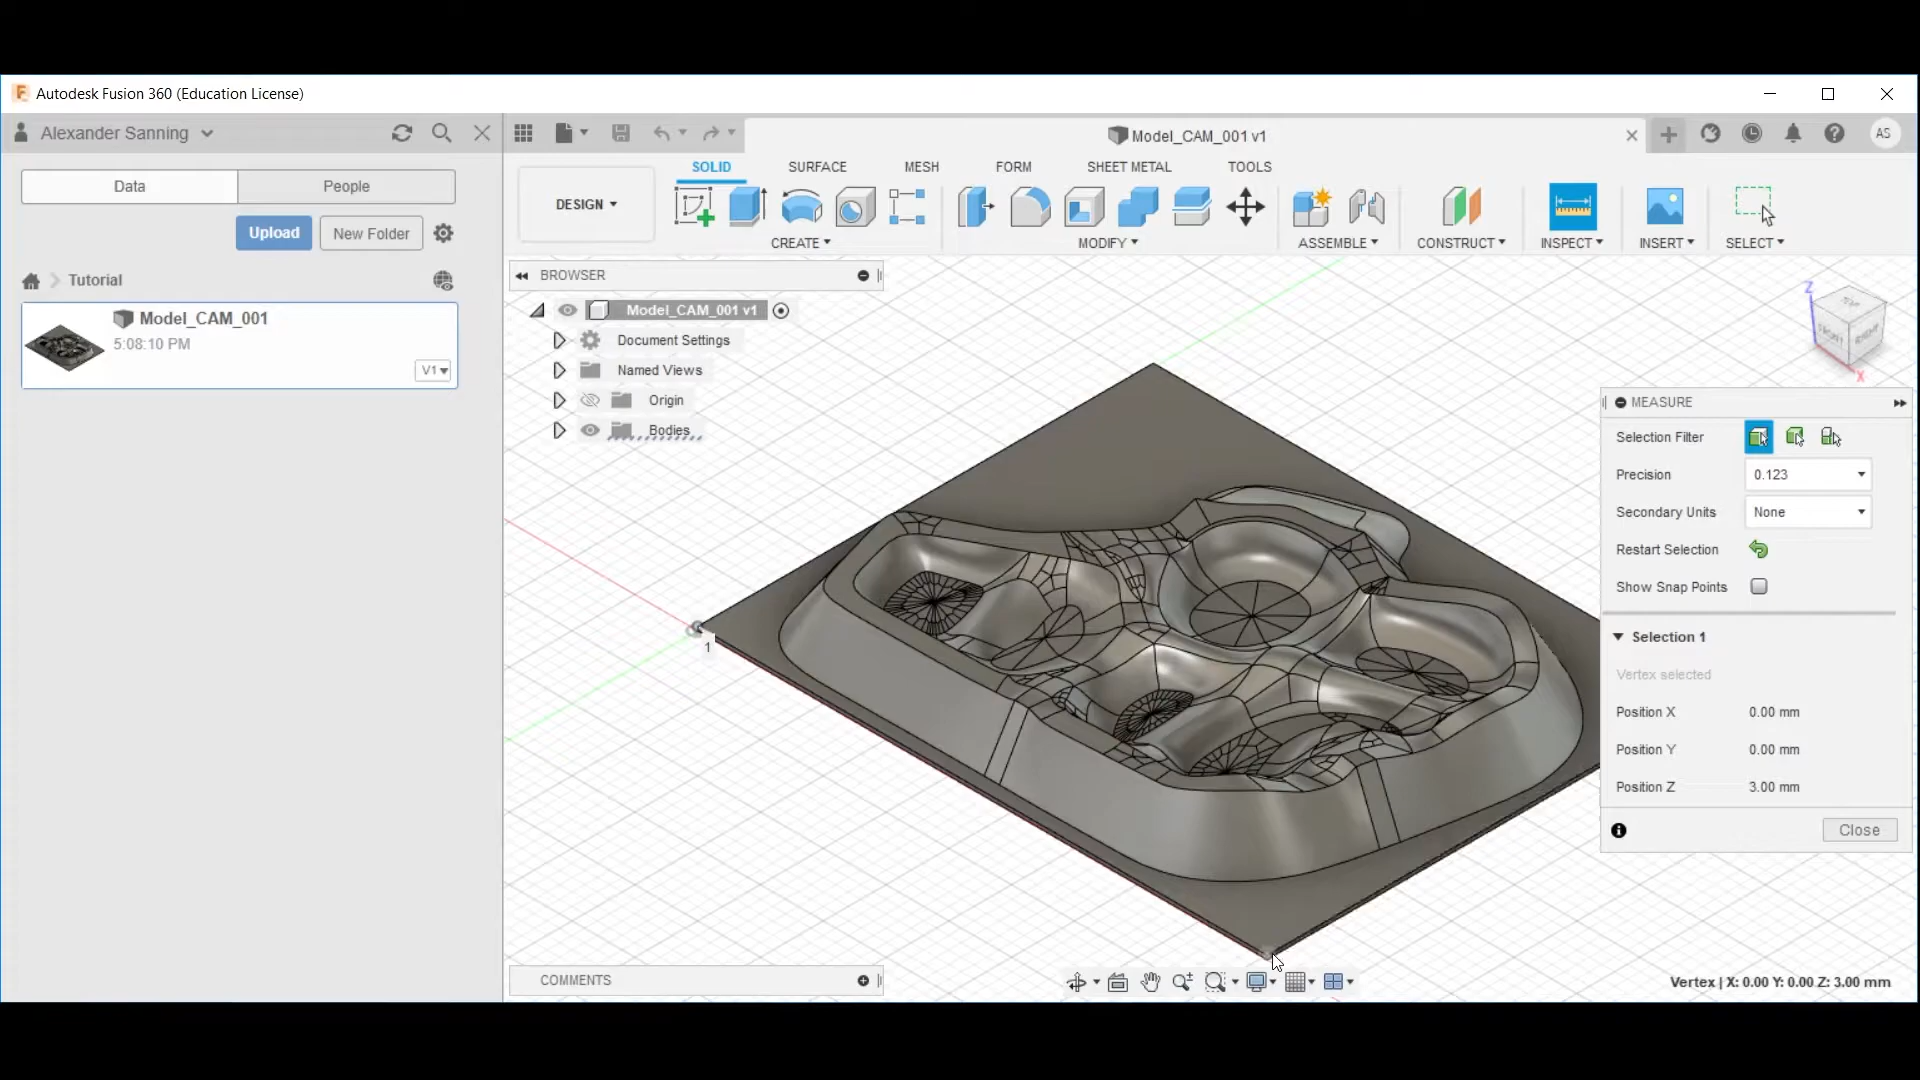 Autodesk Fusion 360 (Education License)
Alexander Sanning
Model_CAM_001 v1
AS
Data
People
Upload
New Folder
Tutorial
Model_CAM_001
5:08:10 PM
V1
DESIGN
SOLID
SURFACE
MESH
FORM
SHEET METAL
TOOLS
CREATE
MODIFY
ASSEMBLE
CONSTRUCT
INSPECT
INSERT
SELECT
BROWSER
Model_CAM_001 v1
Document Settings
Named Views
Origin
Bodies
Z
TOP
FRONT
RIGHT
X
1
MEASURE
Selection Filter
Precision
0.123
Secondary Units
None
Restart Selection
Show Snap Points
Selection 1
Vertex selected
Position X
0.00 mm
Position Y
0.00 mm
Position Z
3.00 mm
Close
COMMENTS
Vertex | X: 0.00 Y: 0.00 Z: 3.00 mm